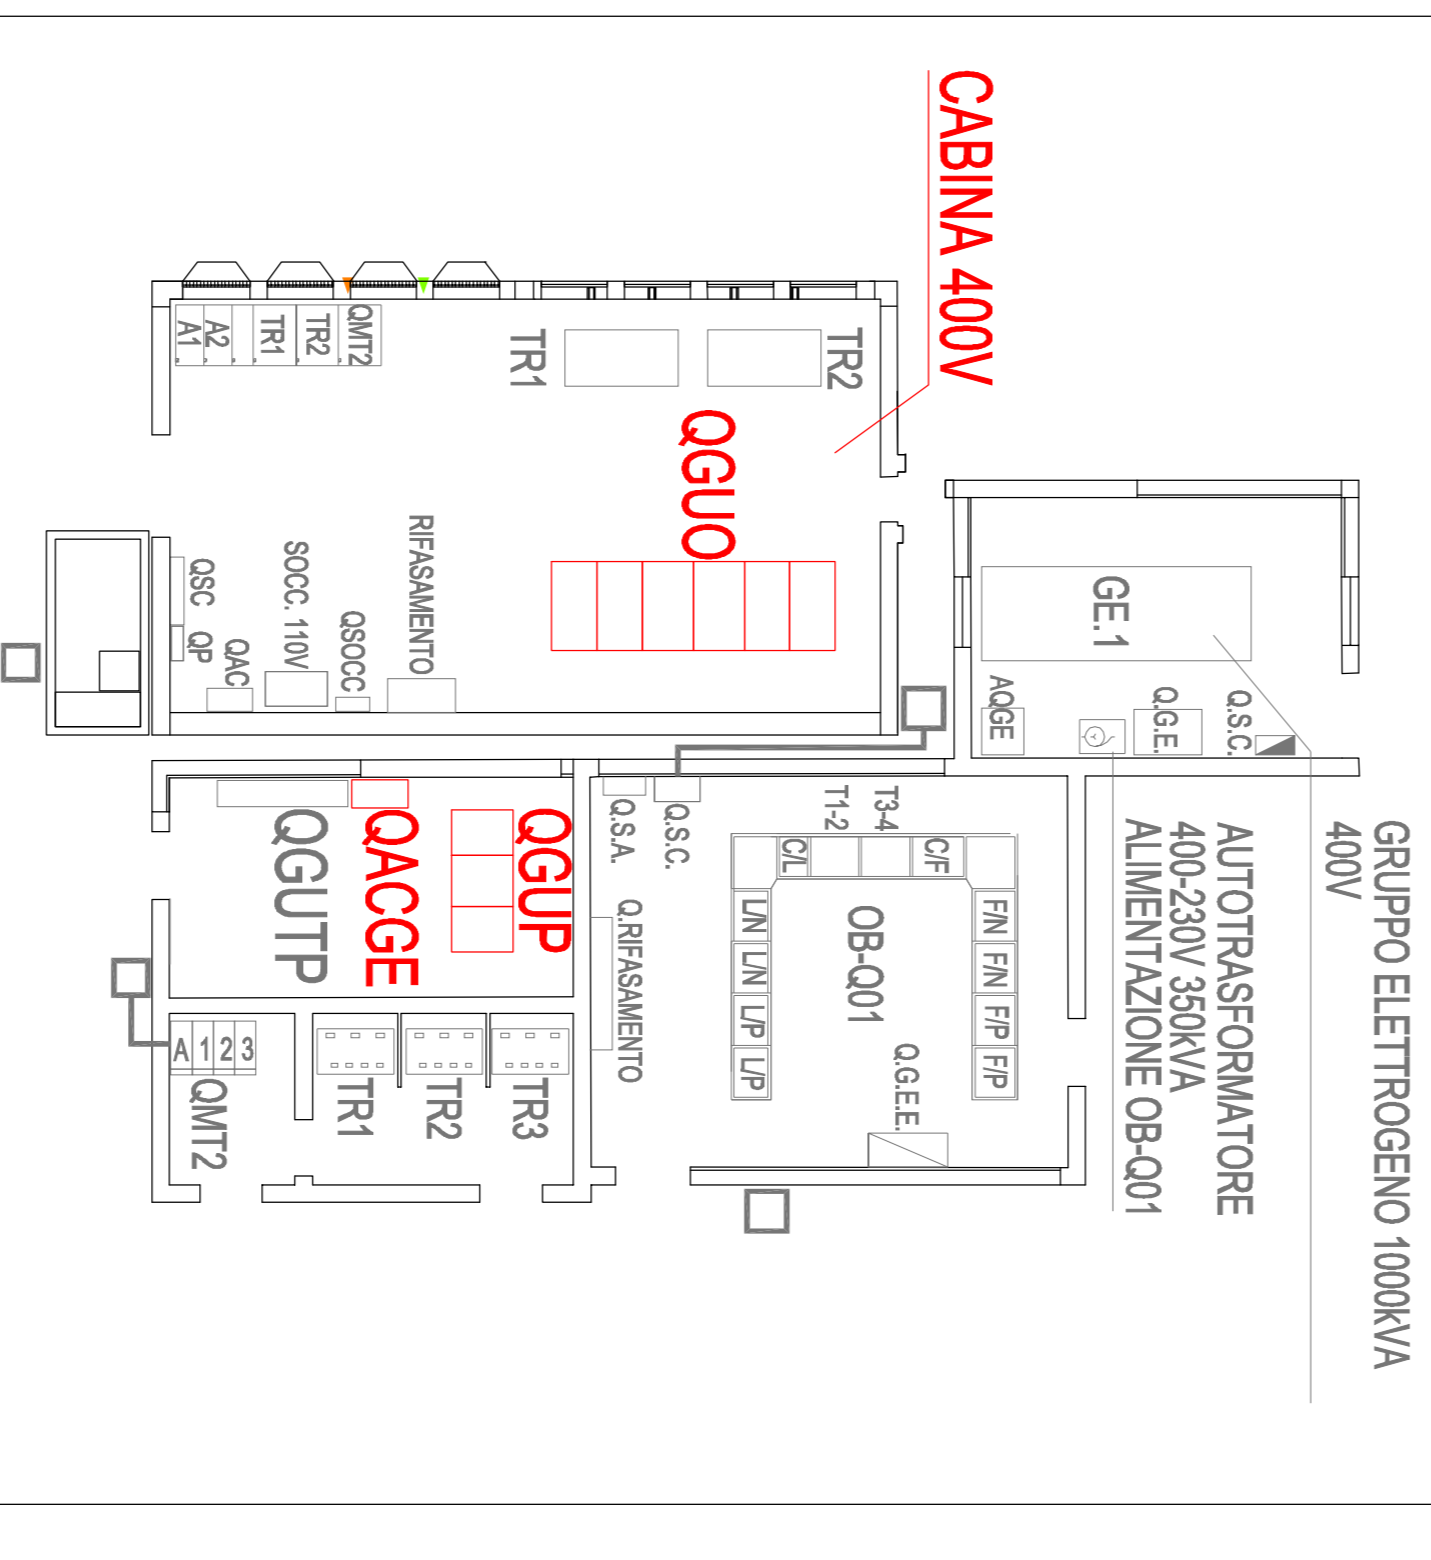 CABINA 400V
A1
A2
TR1
TR2
QMT2
TR1
TR2
QGUO
QSC
QP
QAC
SOCC. 110V
QSOCC
RIFASAMENTO
GE.1
AQGE
Q.G.E.
Q.S.C.
GRUPPO ELETTROGENO 1000kVA
400V
AUTOTRASFORMATORE
400-230V 350kVA
ALIMENTAZIONE OB-Q01
QGUTP
QACGE
QGUP
Q.S.A.
Q.S.C.
T1-2
T3-4
C/L
C/F
L/N
L/N
L/P
L/P
OB-Q01
F/N
F/N
F/P
F/P
Q.RIFASAMENTO
Q.G.E.E.
A
1
2
3
QMT2
TR1
TR2
TR3